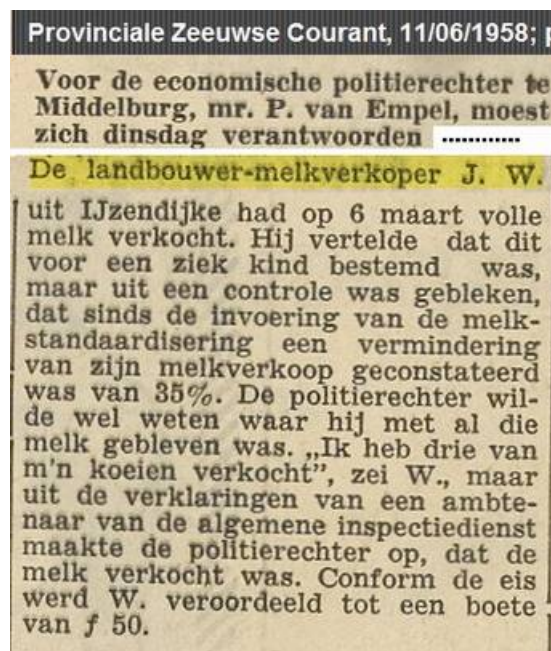 Provinciale Zeeuwse Courant, 11/06/1958;
Voor de economische politierechter te
Middelburg, mr. P. van Empel, moest
zich dinsdag verantwoorden ............
De landbouwer-melkverkoper J. W.
uit IJzendijke had op 6 maart volle
melk verkocht. Hij vertelde dat dit
voor een ziek kind bestemd was,
maar uit een controle was gebleken,
dat sinds de invoering van de melk-
standaardisering een vermindering
van zijn melkverkoop geconstateerd
was van 35%. De politierechter wil-
de wel weten waar hij met al die
melk gebleven was. „Ik heb drie van
m'n koeien verkocht”, zei W., maar
uit de verklaringen van een ambte-
naar van de algemene inspectiedienst
maakte de politierechter op, dat de
melk verkocht was. Conform de eis
werd W. veroordeeld tot een boete
van ƒ 50.